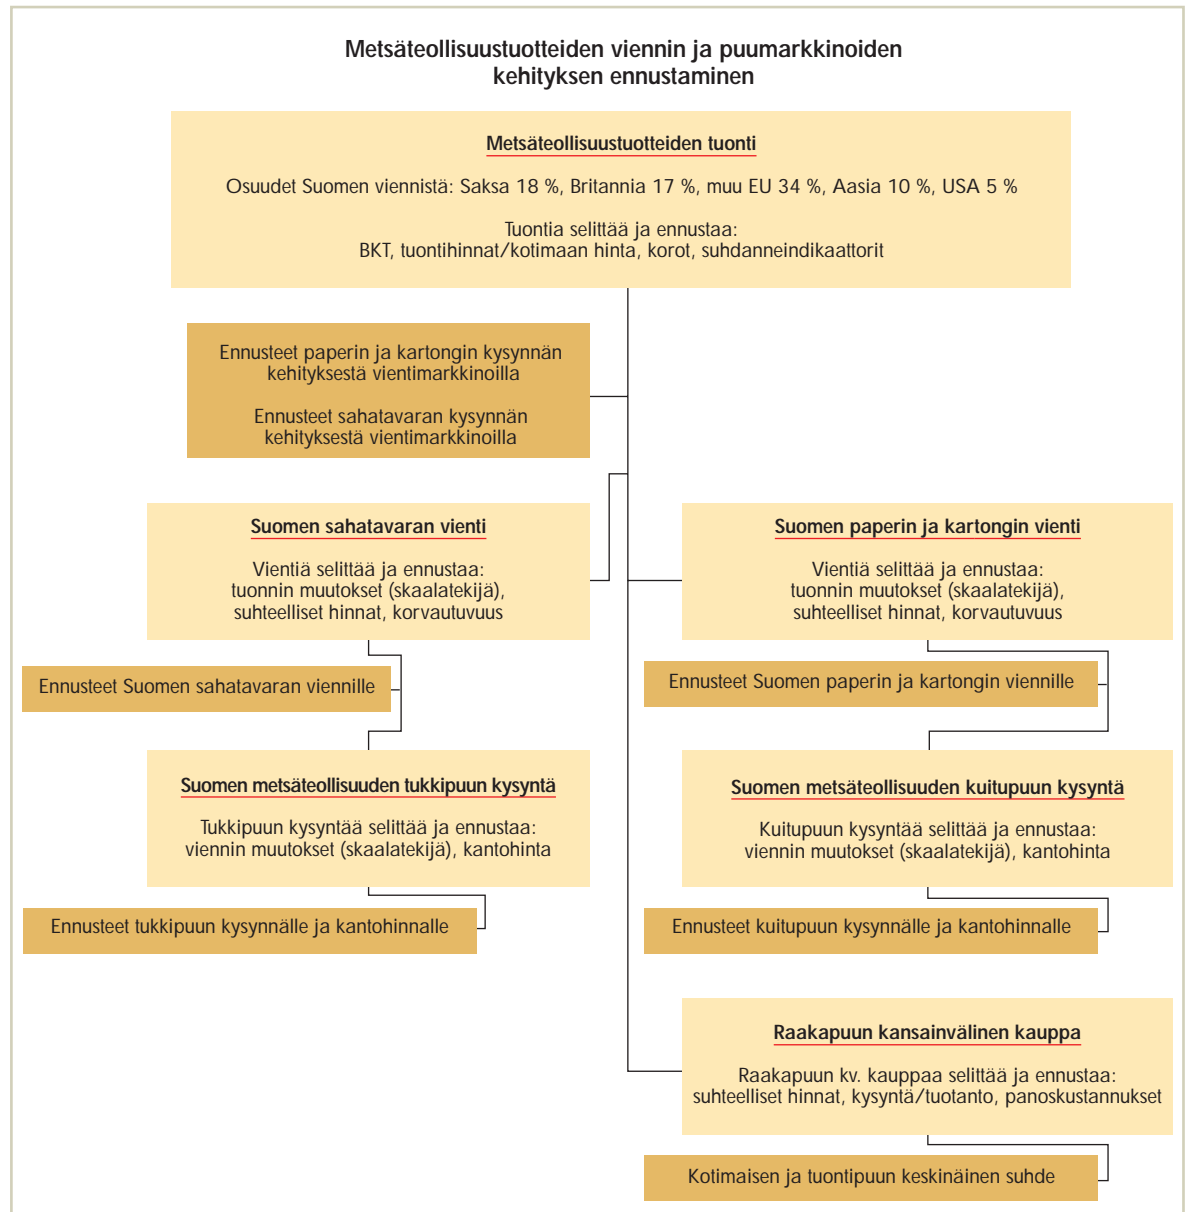 Metsäteollisuustuotteiden viennin ja puumarkkinoiden
kehityksen ennustaminen
Metsäteollisuustuotteiden tuonti
Osuudet Suomen viennistä: Saksa 18 %, Britannia 17 %, muu EU 34 %, Aasia 10 %, USA 5 %
Tuontia selittää ja ennustaa:
BKT, tuontihinnat/kotimaan hinta, korot, suhdanneindikaattorit
Ennusteet paperin ja kartongin kysynnän
kehityksestä vientimarkkinoilla
Ennusteet sahatavaran kysynnän
kehityksestä vientimarkkinoilla
Suomen sahatavaran vienti
Vientiä selittää ja ennustaa:
tuonnin muutokset (skaalatekijä),
suhteelliset hinnat, korvautuvuus
Suomen paperin ja kartongin vienti
Vientiä selittää ja ennustaa:
tuonnin muutokset (skaalatekijä),
suhteelliset hinnat, korvautuvuus
Ennusteet Suomen sahatavaran viennille
Ennusteet Suomen paperin ja kartongin viennille
Suomen metsäteollisuuden tukkipuun kysyntä
Tukkipuun kysyntää selittää ja ennustaa:
viennin muutokset (skaalatekijä), kantohinta
Suomen metsäteollisuuden kuitupuun kysyntä
Kuitupuun kysyntää selittää ja ennustaa:
viennin muutokset (skaalatekijä), kantohinta
Ennusteet tukkipuun kysynnälle ja kantohinnalle
Ennusteet kuitupuun kysynnälle ja kantohinnalle
Raakapuun kansainvälinen kauppa
Raakapuun kv. kauppaa selittää ja ennustaa:
suhteelliset hinnat, kysyntä/tuotanto, panoskustannukset
Kotimaisen ja tuontipuun keskinäinen suhde